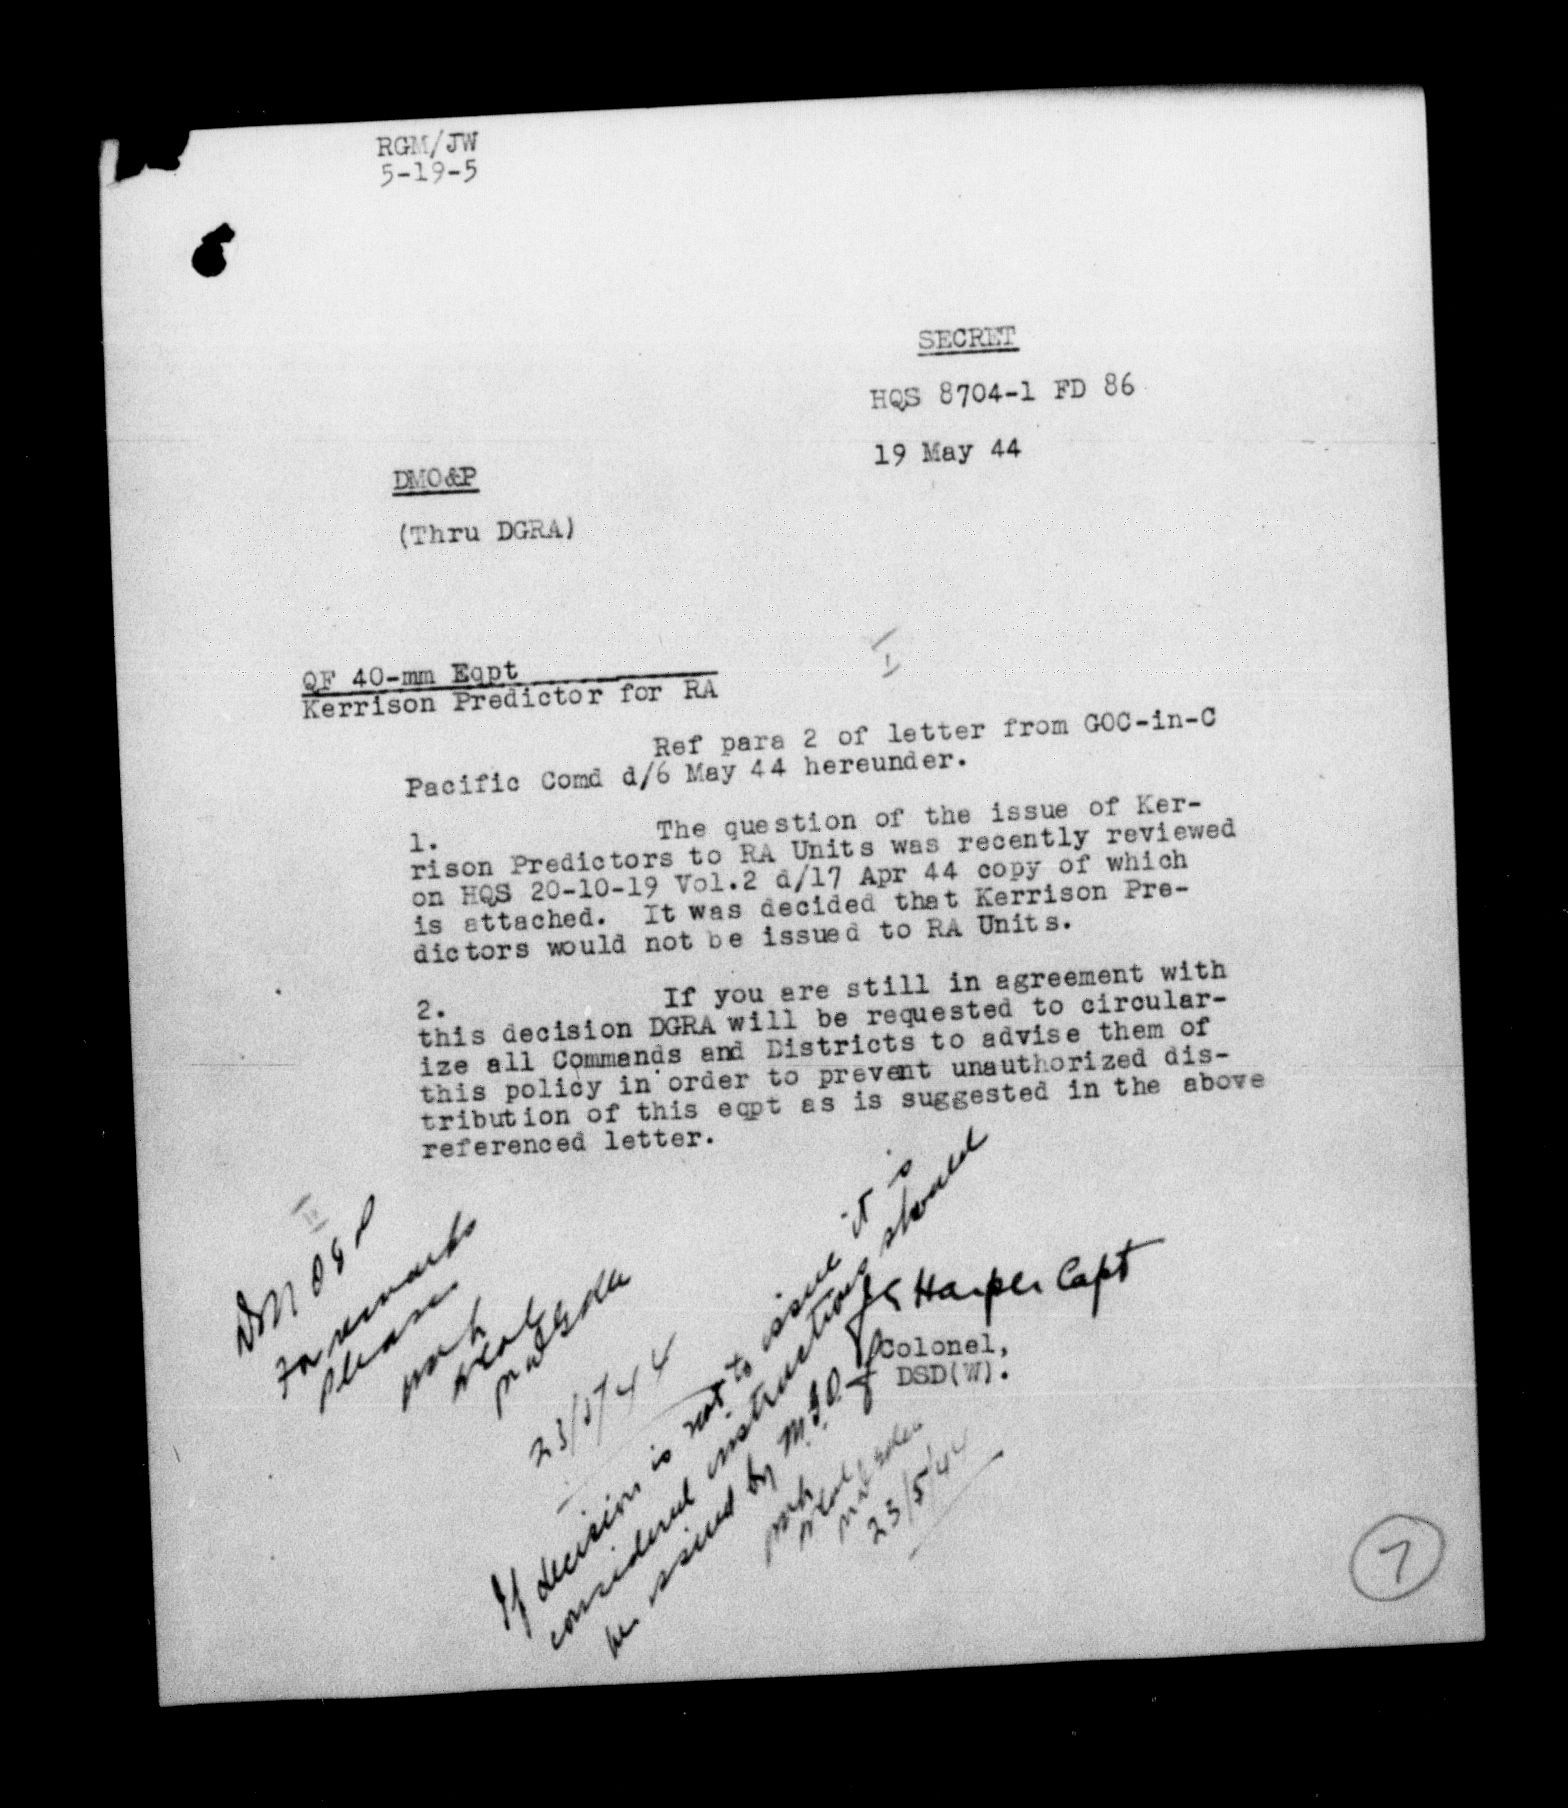 RGM/JW
5-19-5
SECRET
HQS 8704-1 FD 86
19 May 44
DMO&P
(Thru DGRA)
I
QF 40-mm Eqpt
Kerrison Predictor for RA
Ref para 2 of letter from GOC-in-C
Pacific Comd d/6 May 44 hereunder.
1. The question of the issue of Ker-
rison Predictors to RA Units was recently reviewed
on HQS 20-10-19 Vol.2 d/17 Apr 44 copy of which
is attached. It was decided that Kerrison Pre-
dictors would not be issued to RA Units.
2. If you are still in agreement with
this decision DGRA will be requested to circular-
ize all Commands and Districts to advise them of
this policy in order to prevent unauthorized dis-
tribution of this eqpt as is suggested in the above
referenced letter.
II
DMO&P
For remarks
please
23/5/44
If decision is not to issue it is
considered instructions should
be issued by M.G.O.
23/5/44
Harper Capt
Colonel,
DSD(W).
7